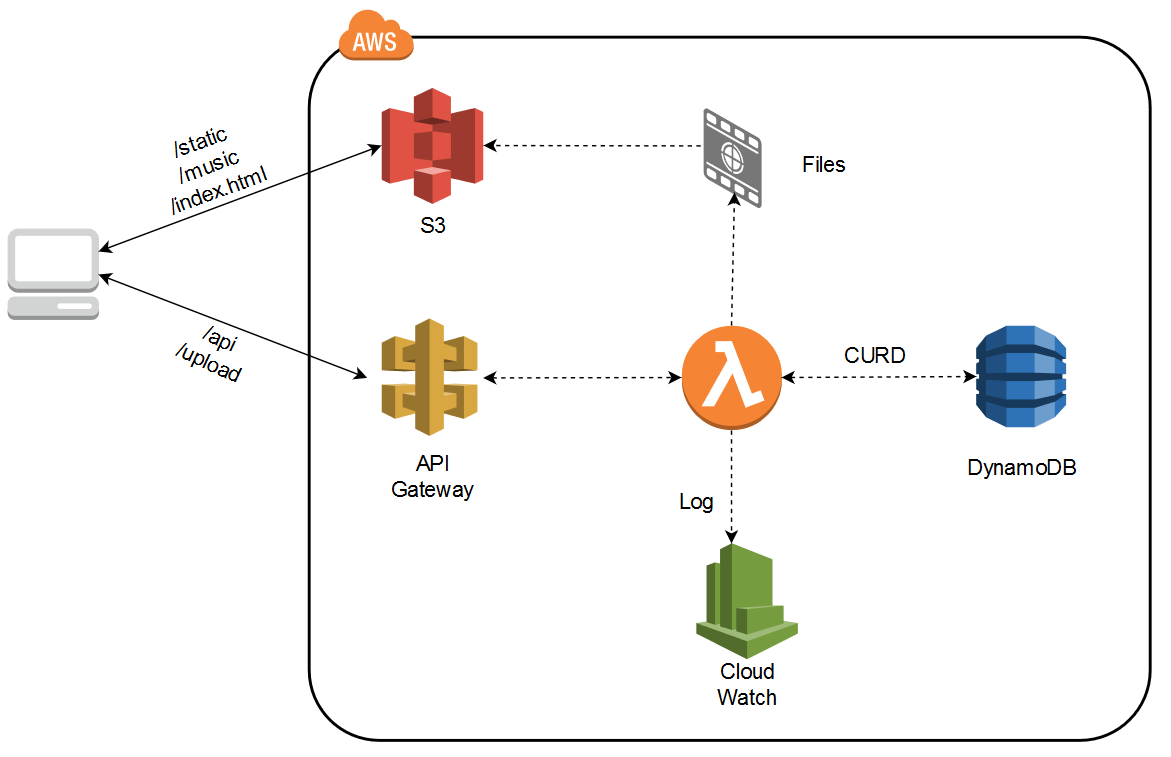 AWS
/static
/music
/index.html
S3
Files
/api
/upload
API
Gateway
λ
CURD
DynamoDB
Log
Cloud
Watch